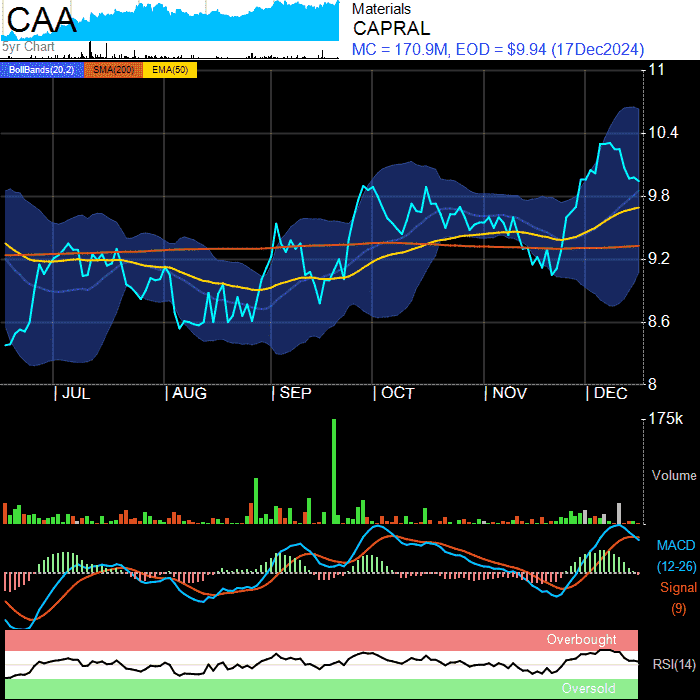 CAA
5yr Chart
Materials
CAPRAL
MC = 170.9M, EOD = $9.94 (17Dec2024)
BollBands(20,2) SMA(200) EMA(50)
11
10.4
9.8
9.2
8.6
8
JUL AUG SEP OCT NOV DEC
175k
Volume
MACD
(12-26)
Signal
(9)
Overbought
RSI(14)
Oversold